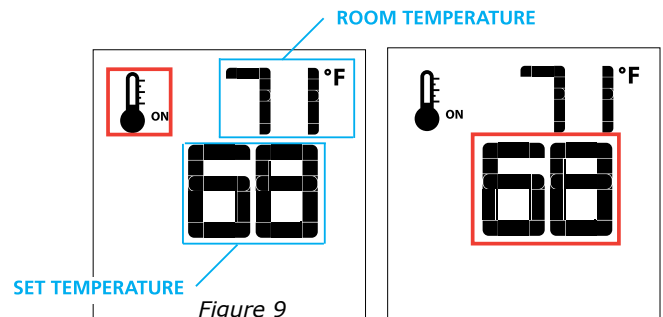 ROOM TEMPERATURE
ON 71 °F
68
SET TEMPERATURE
Figure 9
ON 71 °F
68